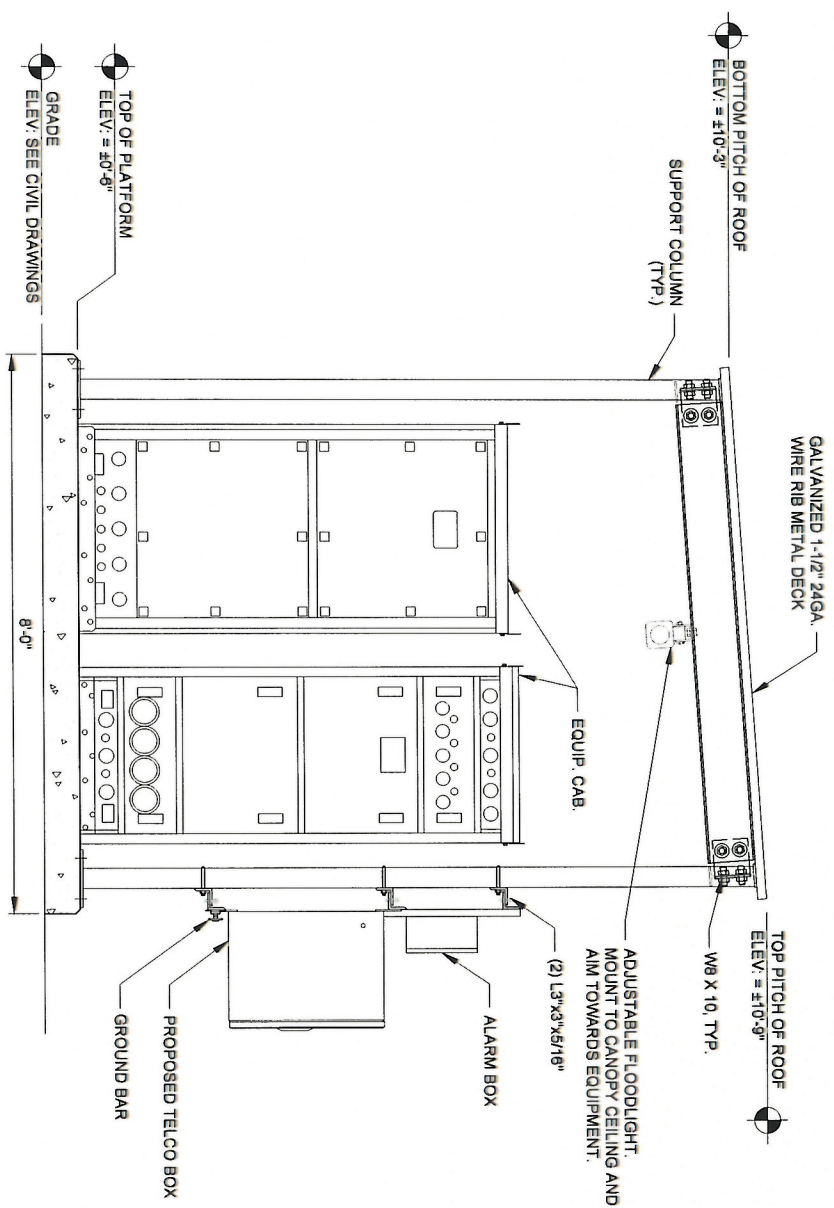 GALVANIZED 1-1/2" 24GA.
WIRE RIB METAL DECK
BOTTOM PITCH OF ROOF
ELEV: = ±10'-3"
TOP PITCH OF ROOF
ELEV: = ±10'-9"
SUPPORT COLUMN
(TYP.)
W8 X 10, TYP.
ADJUSTABLE FLOODLIGHT.
MOUNT TO CANOPY CEILING AND
AIM TOWARDS EQUIPMENT.
(2) L3"x3"x5/16"
EQUIP. CAB.
ALARM BOX
PROPOSED TELCO BOX
GROUND BAR
TOP OF PLATFORM
ELEV: = ±0'-6"
GRADE
ELEV: SEE CIVIL DRAWINGS
8'-0"